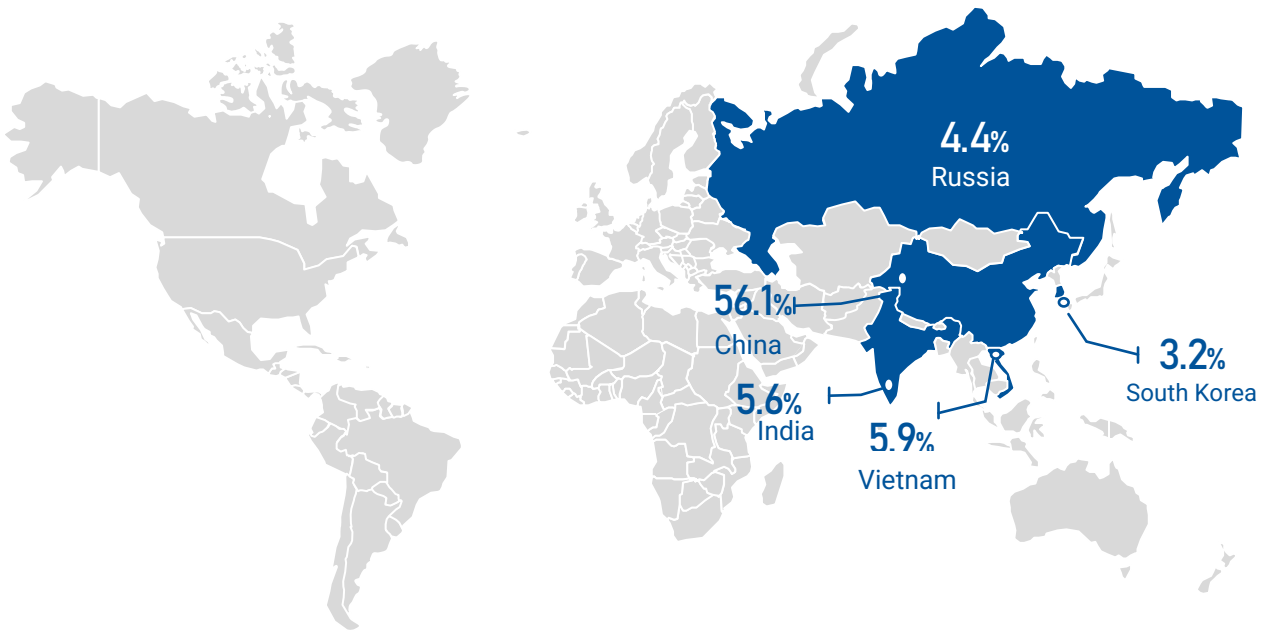 4.4%
Russia
56.1%
China
3.2%
South Korea
5.6%
India
5.9%
Vietnam